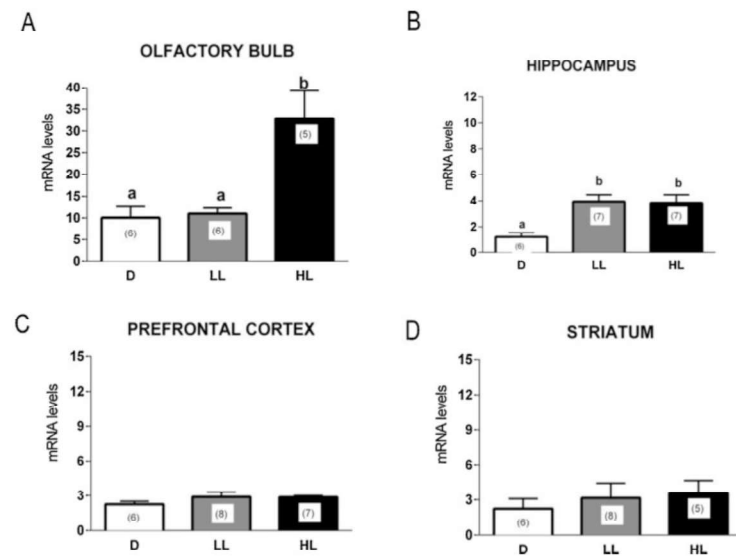 A
OLFACTORY BULB
mRNA levels
40
35
30
25
20
15
10
5
0
a
a
b
(6)
(6)
(5)
D LL HL
B
HIPPOCAMPUS
mRNA levels
12
10
8
6
4
2
0
a
b
b
(6)
(7)
(7)
D LL HL
C
PREFRONTAL CORTEX
mRNA levels
15
12
9
6
3
0
(6)
(8)
(7)
D LL HL
D
STRIATUM
mRNA levels
15
12
9
6
3
0
(6)
(8)
(5)
D LL HL